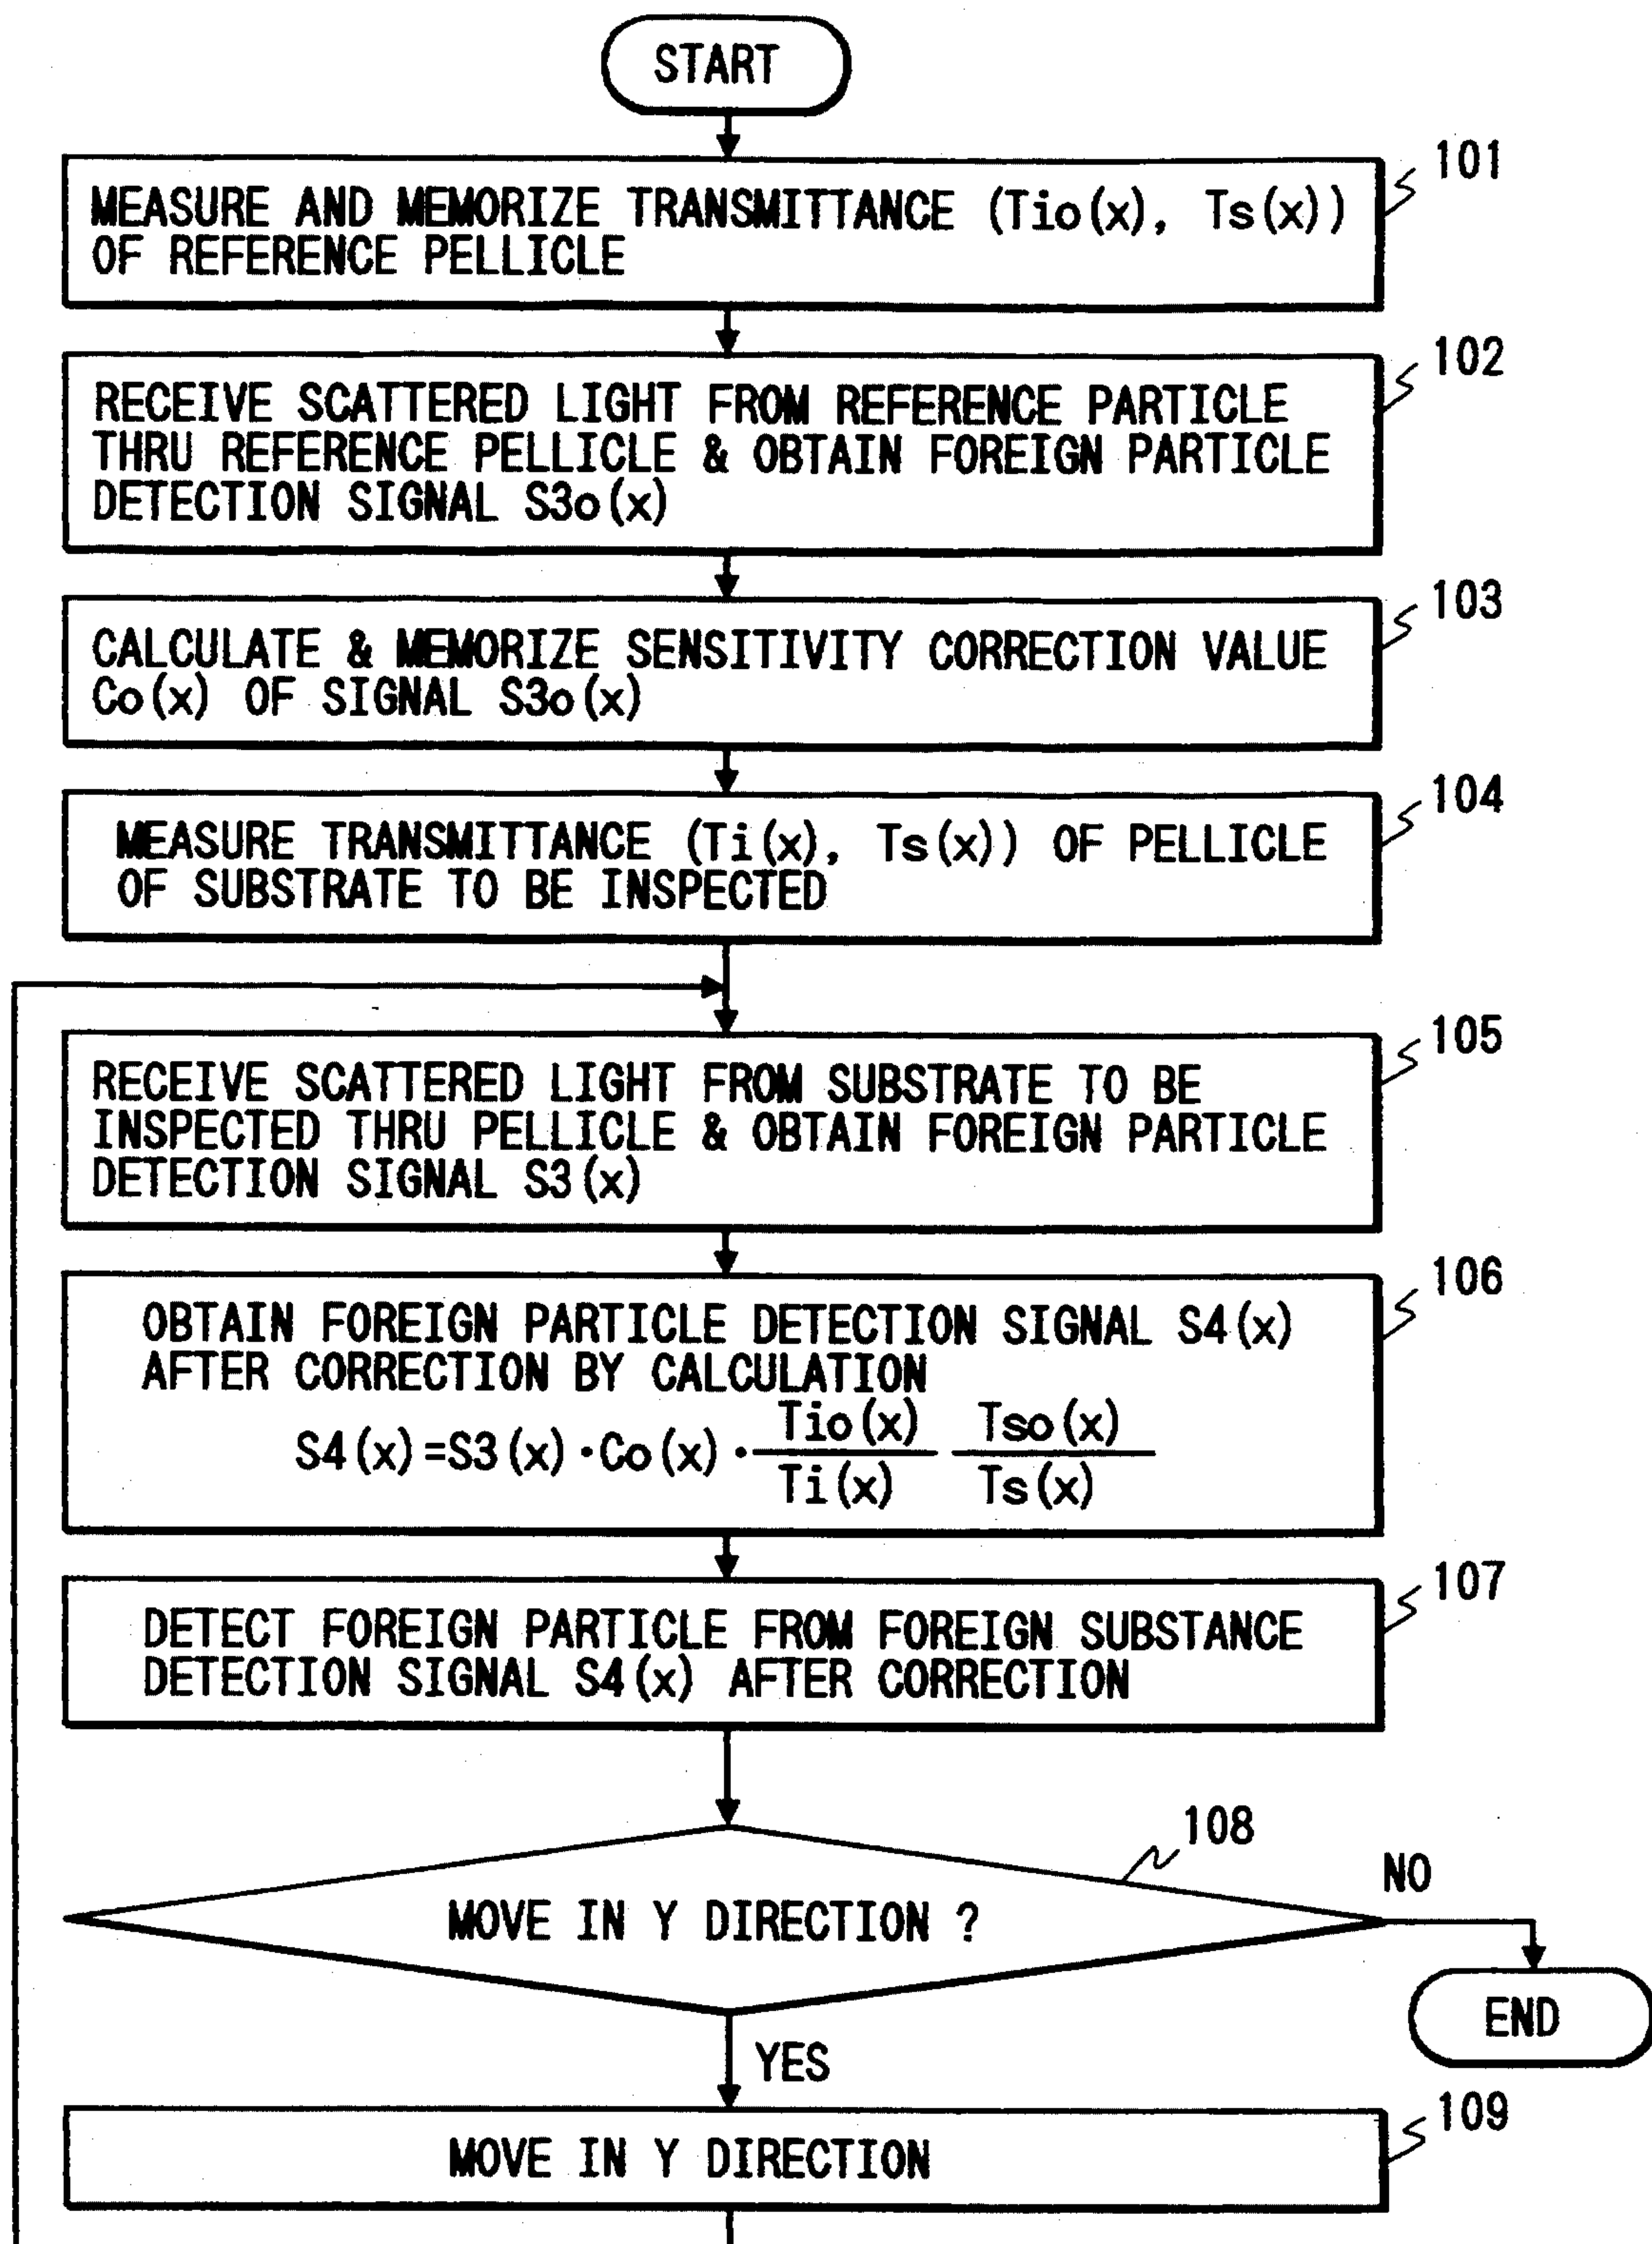 START
101
MEASURE AND MEMORIZE TRANSMITTANCE (Tio(x), Ts(x))
OF REFERENCE PELLICLE
102
RECEIVE SCATTERED LIGHT FROM REFERENCE PARTICLE
THRU REFERENCE PELLICLE & OBTAIN FOREIGN PARTICLE
DETECTION SIGNAL S3o(x)
103
CALCULATE & MEMORIZE SENSITIVITY CORRECTION VALUE
Co(x) OF SIGNAL S3o(x)
104
MEASURE TRANSMITTANCE (Ti(x), Ts(x)) OF PELLICLE
OF SUBSTRATE TO BE INSPECTED
105
RECEIVE SCATTERED LIGHT FROM SUBSTRATE TO BE
INSPECTED THRU PELLICLE & OBTAIN FOREIGN PARTICLE
DETECTION SIGNAL S3(x)
106
OBTAIN FOREIGN PARTICLE DETECTION SIGNAL S4(x)
AFTER CORRECTION BY CALCULATION
Tio(x) Tso(x)
S4(x)=S3(x)·Co(x)·
Ti(x) Ts(x)
107
DETECT FOREIGN PARTICLE FROM FOREIGN SUBSTANCE
DETECTION SIGNAL S4(x) AFTER CORRECTION
108
NO
MOVE IN Y DIRECTION ?
END
YES
109
MOVE IN Y DIRECTION